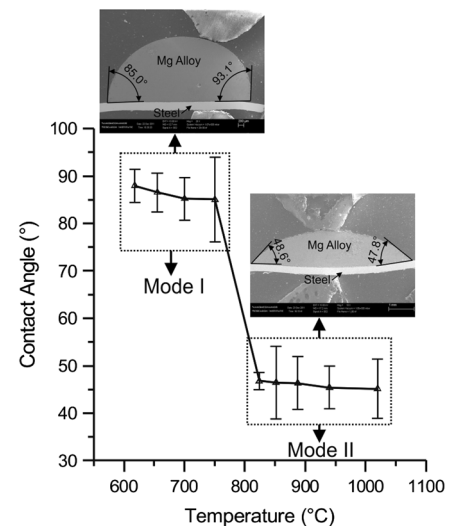 Mg Alloy
85.0°
93.1°
Steel
100
90
80
70
60
50
40
30
Contact Angle (°)
Mode I
Mg Alloy
48.6°
47.8°
Steel
Mode II
600
700
800
900
1000
1100
Temperature (°C)